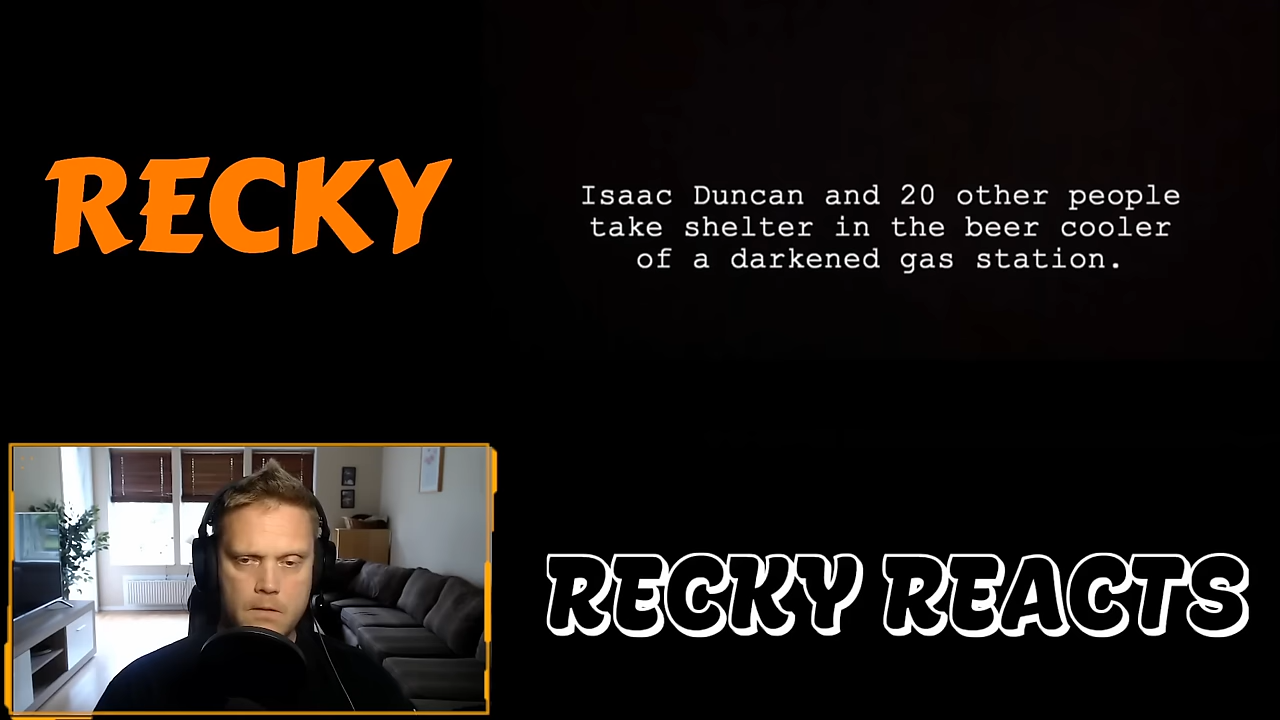 RECKY
Isaac Duncan and 20 other people
take shelter in the beer cooler
of a darkened gas station.
RECKY REACTS